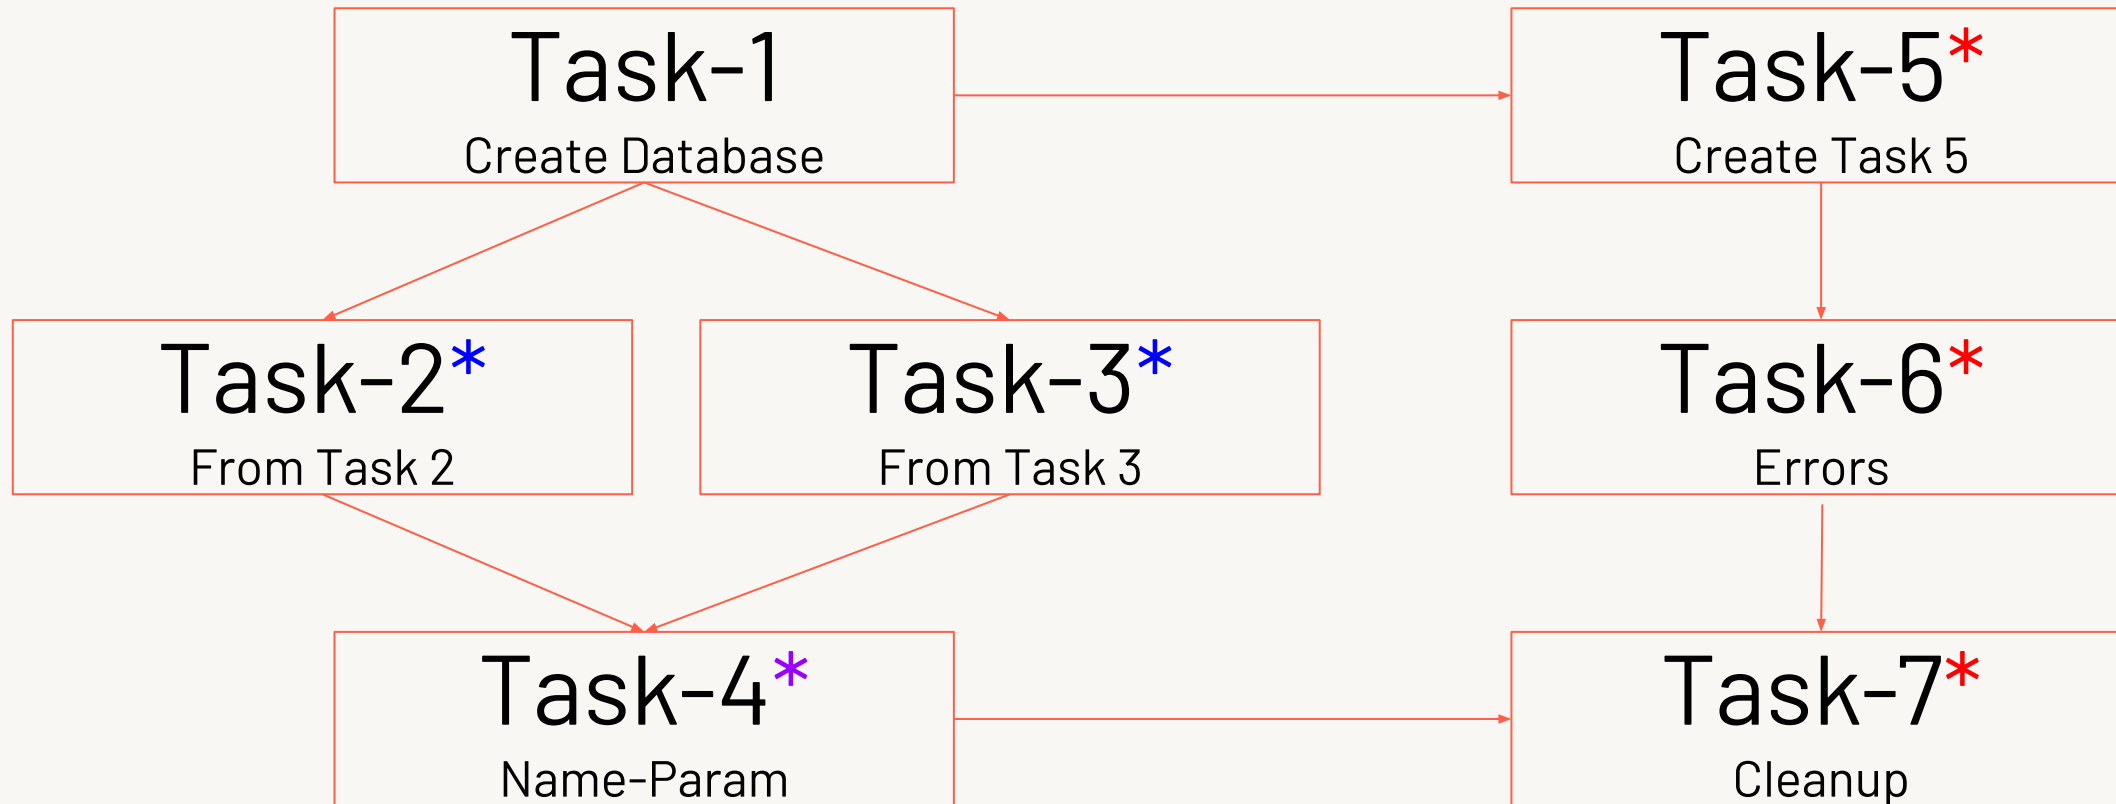 Task-1
Create Database
Task-5*
Create Task 5
Task-2*
From Task 2
Task-3*
From Task 3
Task-6*
Errors
Task-4*
Name-Param
Task-7*
Cleanup